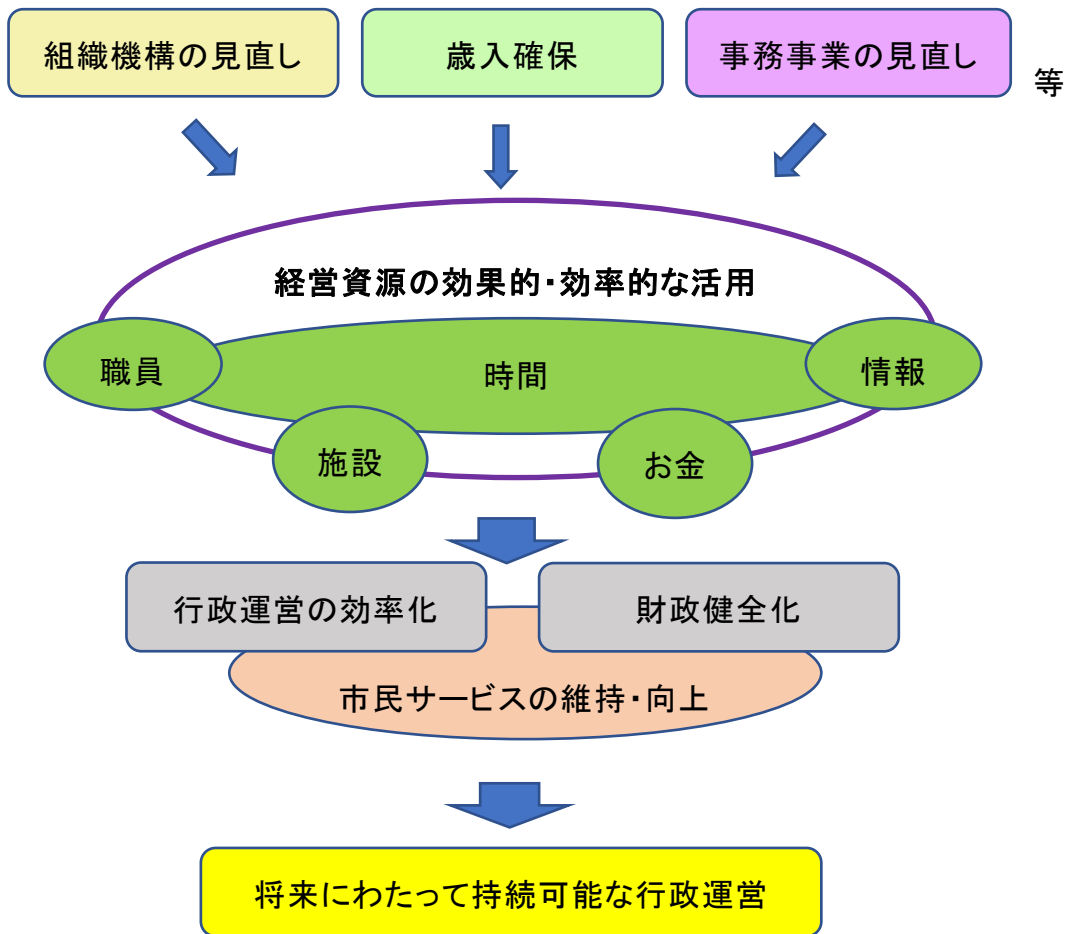 組織機構の見直し
歳入確保
事務事業の見直し
等
経営資源の効果的・効率的な活用
職員
時間
情報
施設
お金
行政運営の効率化
財政健全化
市民サービスの維持・向上
将来にわたって持続可能な行政運営